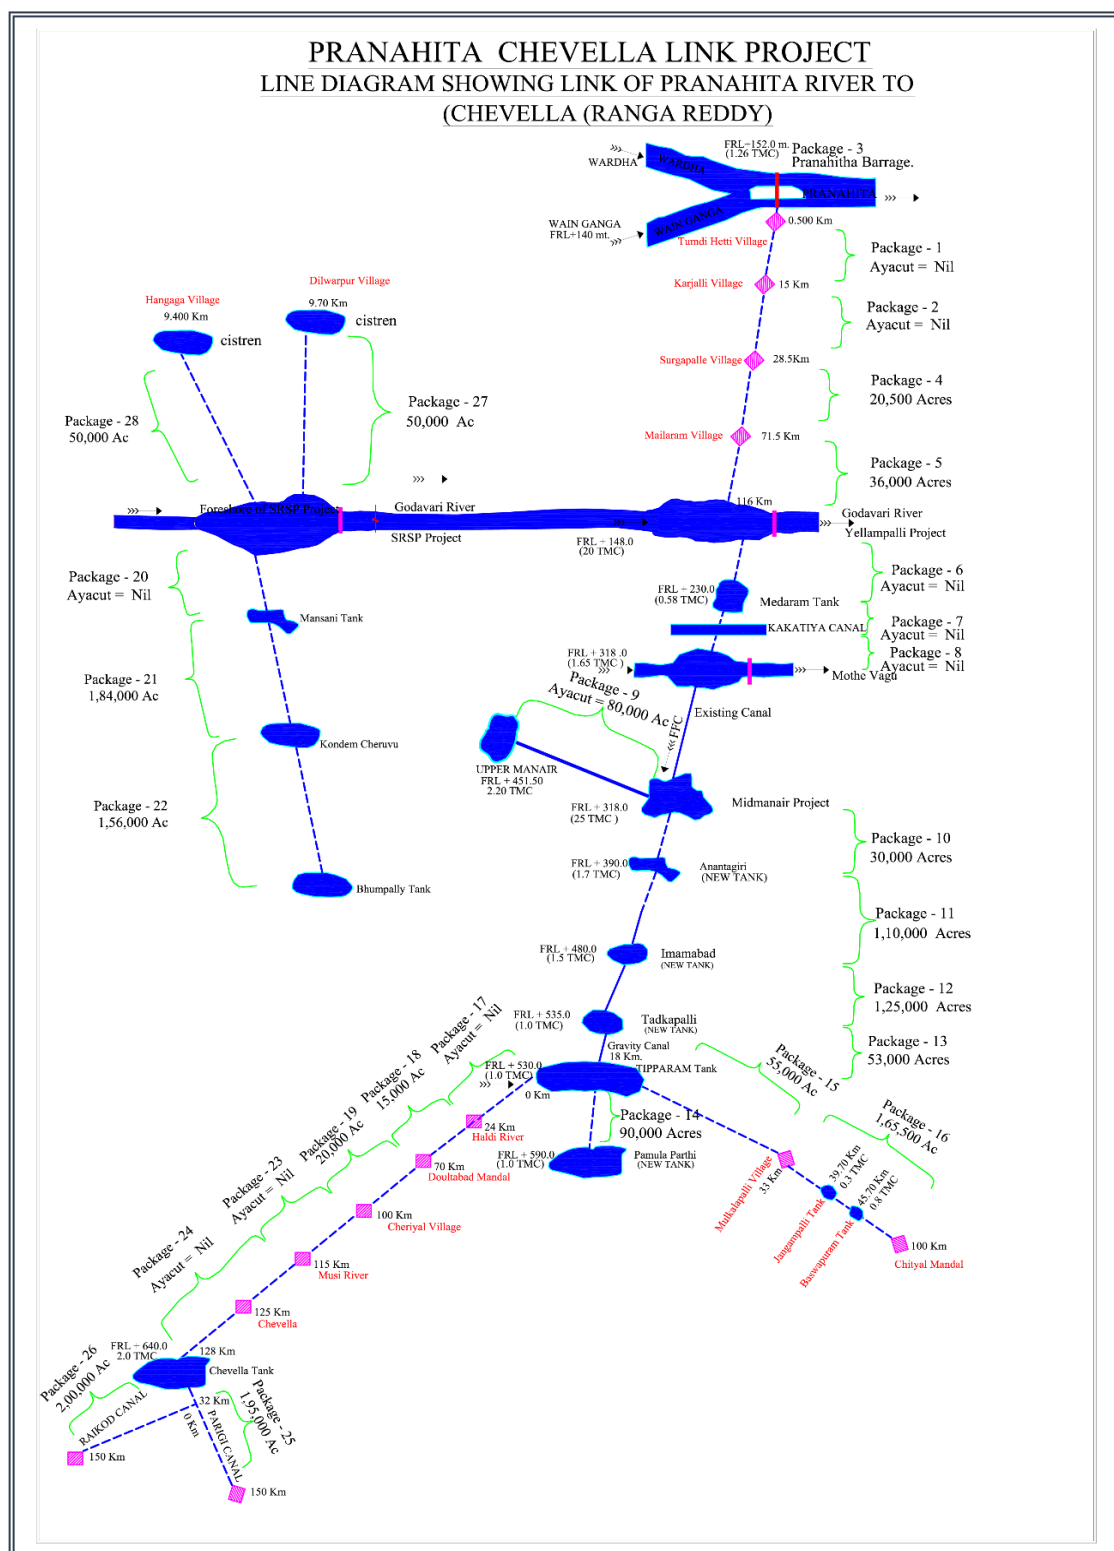 PRANAHITA CHEVELLA LINK PROJECT
LINE DIAGRAM SHOWING LINK OF PRANAHITA RIVER TO
(CHEVELLA (RANGA REDDY)
FRL+152.0 m.
(1.26 TMC)
Package - 3
Pranahitha Barrage.
WARDHA
WARDHA
PRANAHITA
WAIN GANGA
FRL+140 mt.
WAIN GANGA
0.500 Km
Tumdi Hetti Village
Package - 1
Ayacut = Nil
Karjalli Village
15 Km
Package - 2
Ayacut = Nil
Surgapalle Village
28.5Km
Package - 4
20,500 Acres
Mailaram Village
71.5 Km
Package - 5
36,000 Acres
116 Km
Hangaga Village
9.400 Km
cistren
Dilwarpur Village
9.70 Km
cistren
Package - 28
50,000 Ac
Package - 27
50,000 Ac
Foreshore of SRSP Project
Godavari River
SRSP Project
FRL + 148.0
(20 TMC)
Godavari River
Yellampalli Project
Package - 20
Ayacut = Nil
Mansani Tank
Package - 21
1,84,000 Ac
Kondem Cheruvu
Package - 22
1,56,000 Ac
Bhumpally Tank
Package - 6
Ayacut = Nil
FRL + 230.0
(0.58 TMC)
Medaram Tank
KAKATIYA CANAL
Package - 7
Ayacut = Nil
Package - 8
Ayacut = Nil
FRL + 318 .0
(1.65 TMC )
Mothe Vagu
Package - 9
Ayacut = 80,000 Ac
Existing Canal
FFC
UPPER MANAIR
FRL + 451.50
2.20 TMC
FRL + 318.0
(25 TMC )
Midmanair Project
Package - 10
30,000 Acres
FRL + 390.0
(1.7 TMC)
Anantagiri
(NEW TANK)
Package - 11
1,10,000 Acres
FRL + 480.0
(1.5 TMC)
Imamabad
(NEW TANK)
Package - 12
1,25,000 Acres
FRL + 535.0
(1.0 TMC)
Tadkapalli
(NEW TANK)
Package - 13
53,000 Acres
Gravity Canal
18 Km.
FRL + 530.0
(1.0 TMC)
TIPPARAM Tank
0 Km
Package - 14
90,000 Acres
FRL + 590.0
(1.0 TMC)
Pamula Parthi
(NEW TANK)
Package - 15
55,000 Ac
Package - 16
1,65,500 Ac
Mulkalapalli Village
33 Km
39.70 Km
0.3 TMC
Jangampalli Tank
45.70 Km
0.8 TMC
Baswapuram Tank
100 Km
Chityal Mandal
Package - 17
Ayacut = Nil
Package - 18
15,000 Ac
Package - 19
20,000 Ac
Package - 23
Ayacut = Nil
Package - 24
Ayacut = Nil
24 Km
Haldi River
70 Km
Doultabad Mandal
100 Km
Cheriyal Village
115 Km
Musi River
125 Km
Chevella
128 Km
FRL + 640.0
2.0 TMC
Chevella Tank
Package - 26
2,00,000 Ac
RAIKOD CANAL
150 Km
32 Km
0 Km
PARIGI CANAL
Package - 25
1,95,000 Ac
150 Km